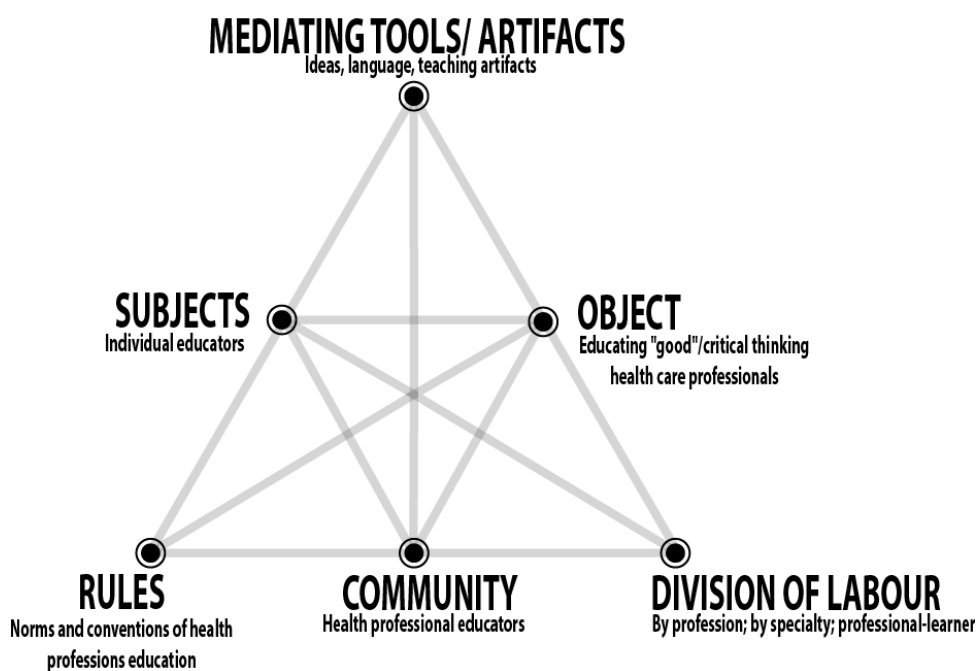 MEDIATING TOOLS/ ARTIFACTS
Ideas, language, teaching artifacts
SUBJECTS
Individual educators
OBJECT
Educating "good"/critical thinking
health care professionals
RULES
Norms and conventions of health
professions education
COMMUNITY
Health professional educators
DIVISION OF LABOUR
By profession; by specialty; professional-learner